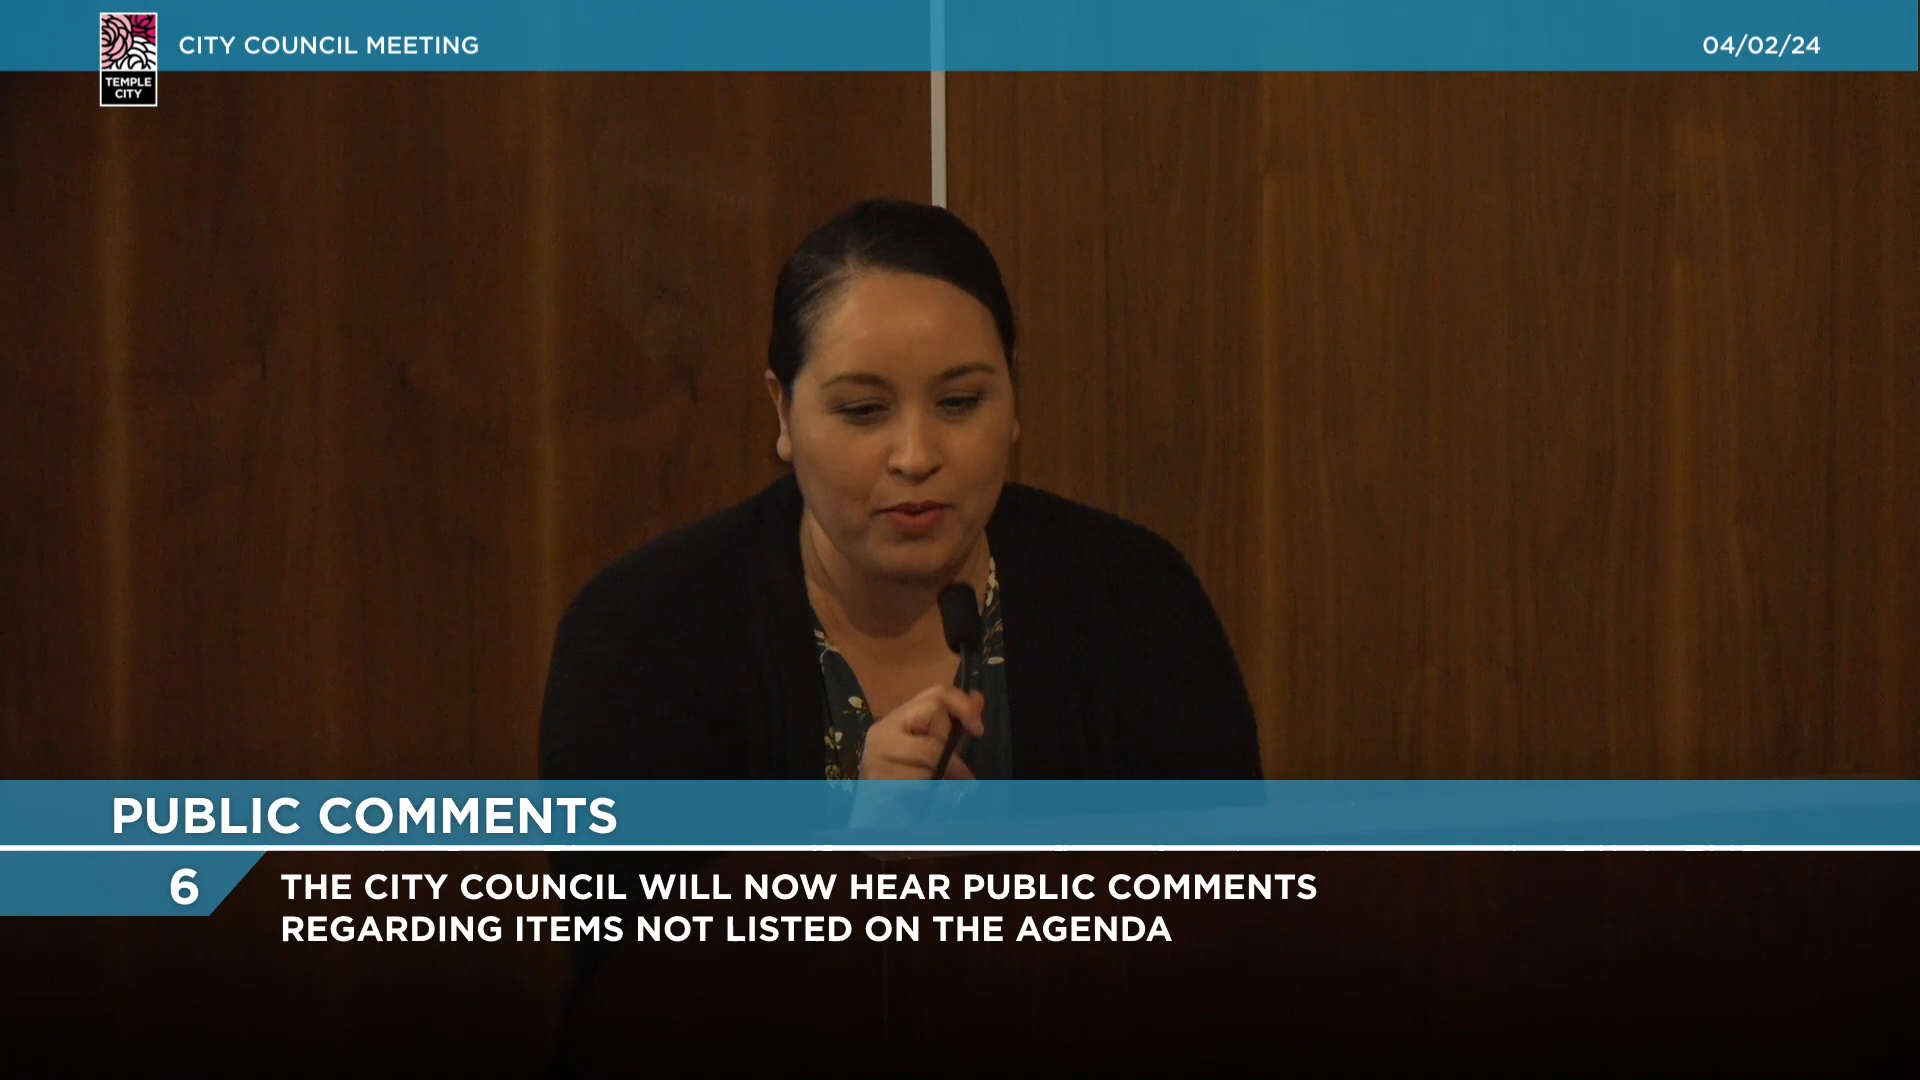 CITY COUNCIL MEETING
04/02/24
TEMPLE
CITY
PUBLIC COMMENTS
6
THE CITY COUNCIL WILL NOW HEAR PUBLIC COMMENTS
REGARDING ITEMS NOT LISTED ON THE AGENDA